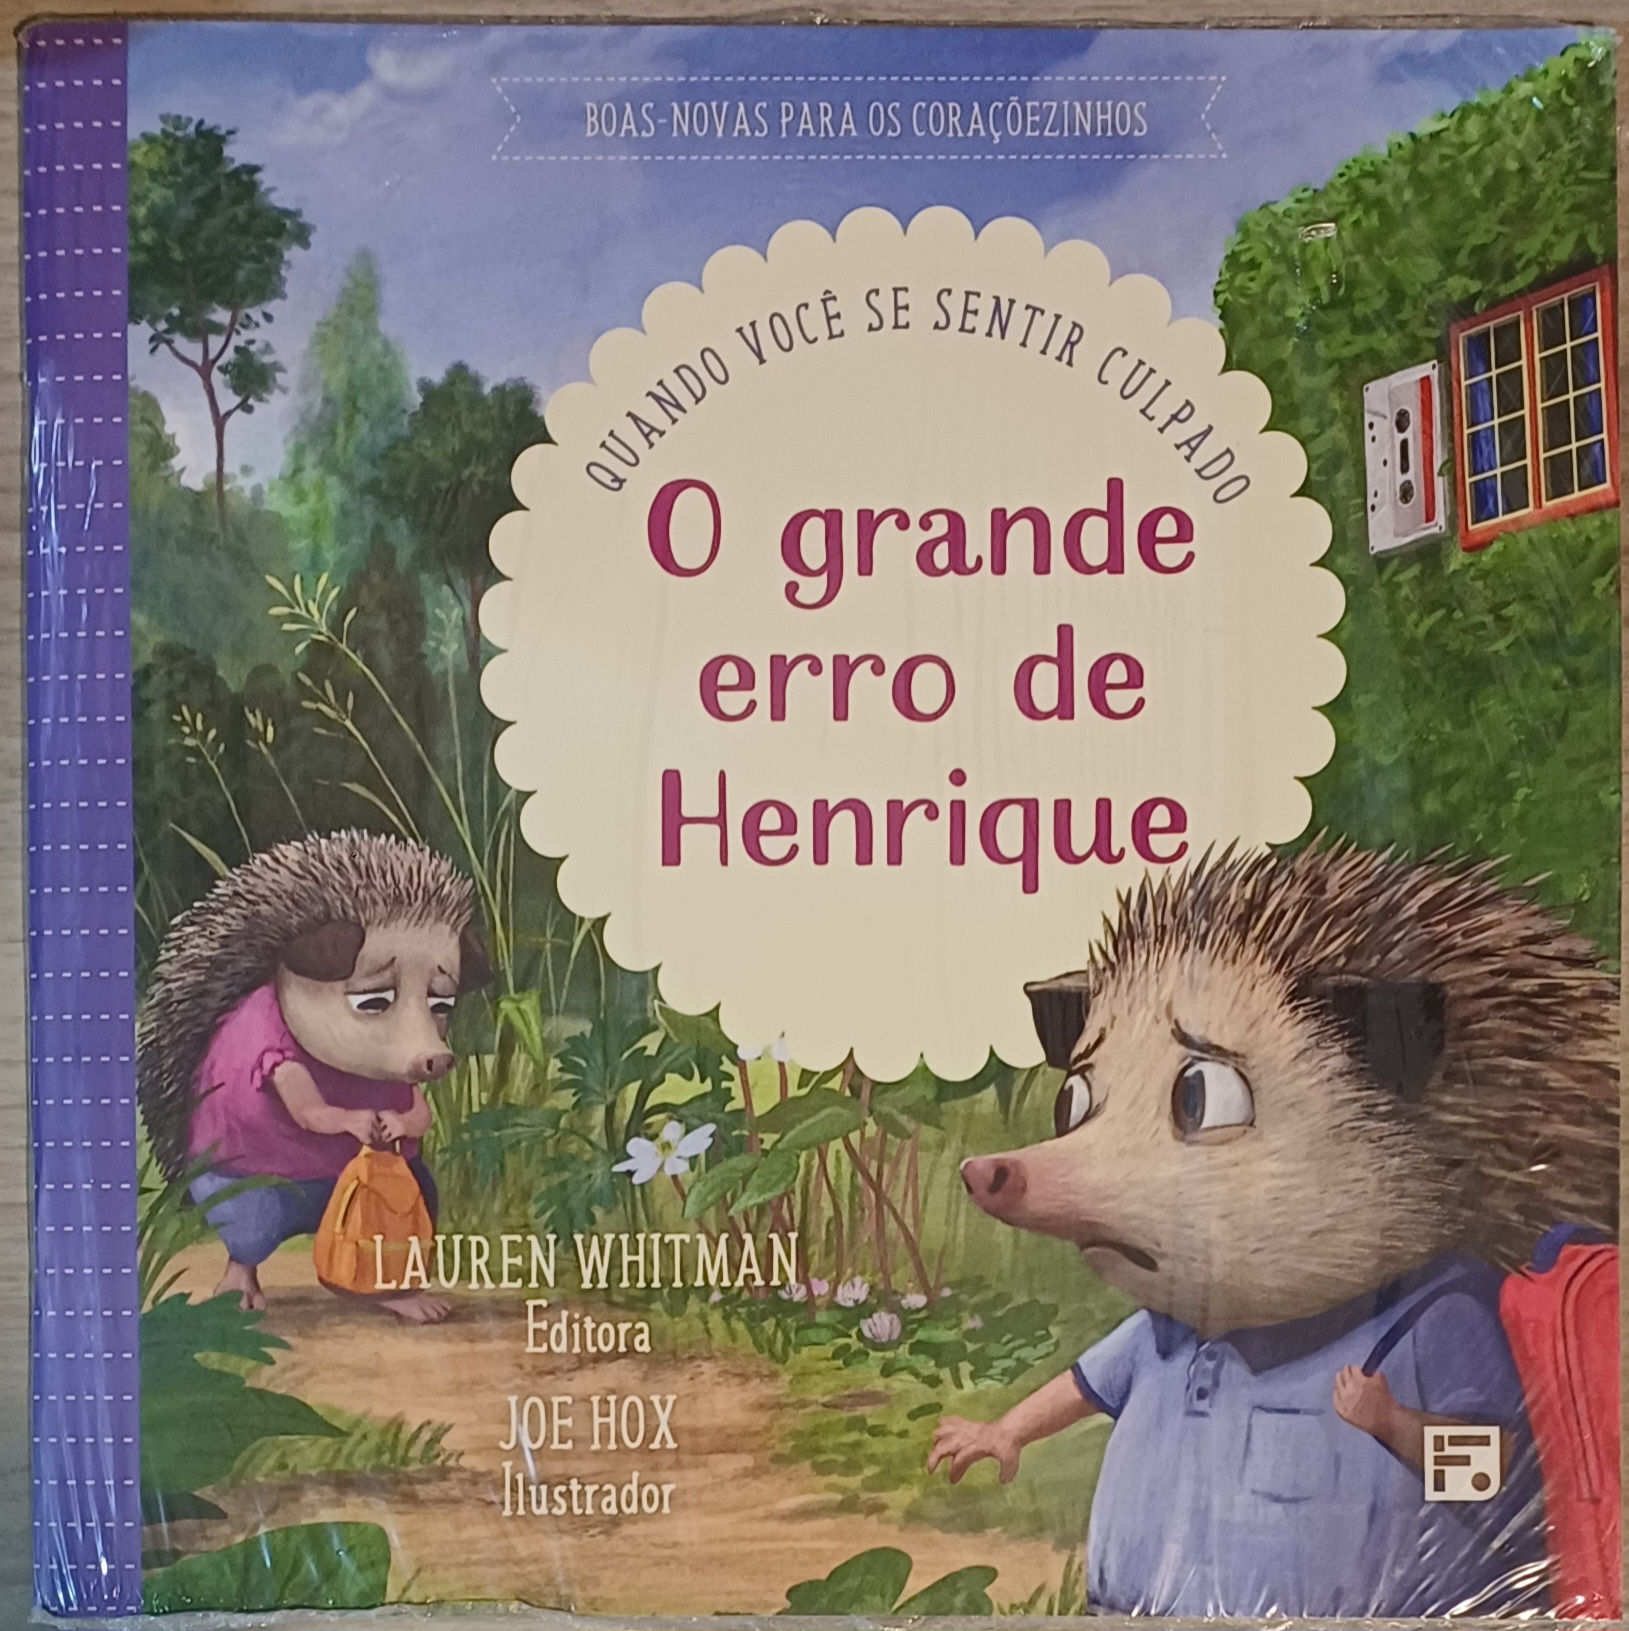 BOAS-NOVAS PARA OS CORAÇÕEZINHOS
QUANDO VOCÊ SE SENTIR CULPADO
O grande
erro de
Henrique
LAUREN WHITMAN
Editora
JOE HOX
Ilustrador